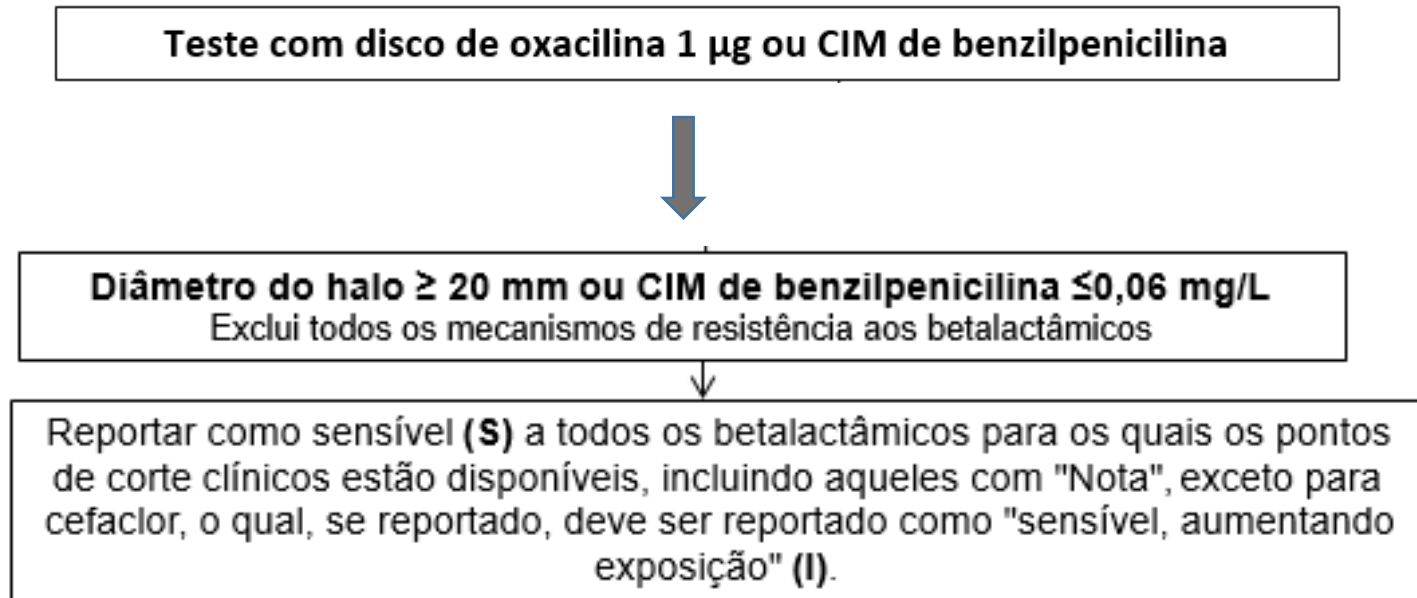 Teste com disco de oxacilina 1 µg ou CIM de benzilpenicilina
Diâmetro do halo ≥ 20 mm ou CIM de benzilpenicilina ≤0,06 mg/L
Exclui todos os mecanismos de resistência aos betalactâmicos
Reportar como sensível (S) a todos os betalactâmicos para os quais os pontos
de corte clínicos estão disponíveis, incluindo aqueles com "Nota", exceto para
cefaclor, o qual, se reportado, deve ser reportado como "sensível, aumentando
exposição" (I).